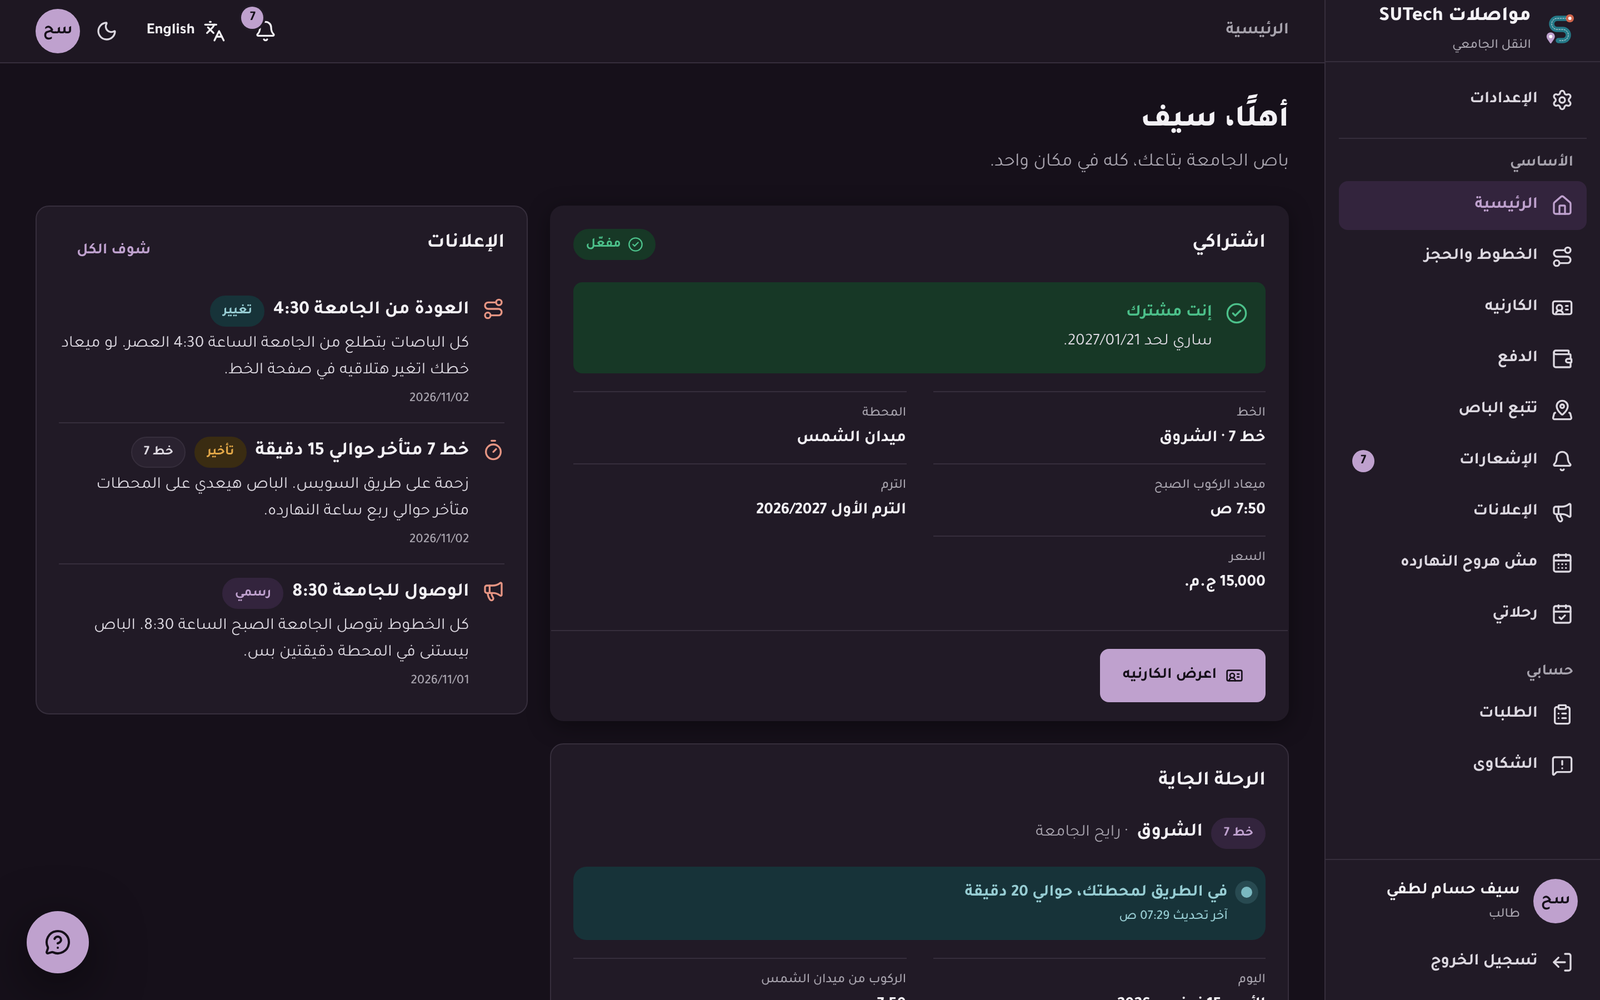 مواصلات SUTech
النقل الجامعي
الإعدادات
الأساسي
الرئيسية
الخطوط والحجز
الكارنيه
الدفع
تتبع الباص
الإشعارات
7
الإعلانات
مش هروح النهارده
رحلاتي
حسابي
الطلبات
الشكاوى
سح
سيف حسام لطفي
طالب
تسجيل الخروج
الرئيسية
7
English
سح
أهلًا، سيف
باص الجامعة بتاعك، كله في مكان واحد.
اشتراكي
مفعّل
إنت مشترك
ساري لحد 2027/01/21.
الخط
خط 7 · الشروق
المحطة
ميدان الشمس
ميعاد الركوب الصبح
7:50 ص
الترم
الترم الأول 2026/2027
السعر
15,000 ج.م.
اعرض الكارنيه
الرحلة الجاية
خط 7
الشروق · رايح الجامعة
في الطريق لمحطتك، حوالي 20 دقيقة
آخر تحديث 07:29 ص
اليوم
الركوب من ميدان الشمس
الإعلانات
شوف الكل
العودة من الجامعة 4:30
تغيير
كل الباصات بتطلع من الجامعة الساعة 4:30 العصر. لو ميعاد
خطك اتغير هتلاقيه في صفحة الخط.
2026/11/02
خط 7 متأخر حوالي 15 دقيقة
تأخير
خط 7
زحمة على طريق السويس. الباص هيعدي على المحطات
متأخر حوالي ربع ساعة النهارده.
2026/11/02
الوصول للجامعة 8:30
رسمي
كل الخطوط بتوصل الجامعة الصبح الساعة 8:30. الباص
بيستنى في المحطة دقيقتين بس.
2026/11/01